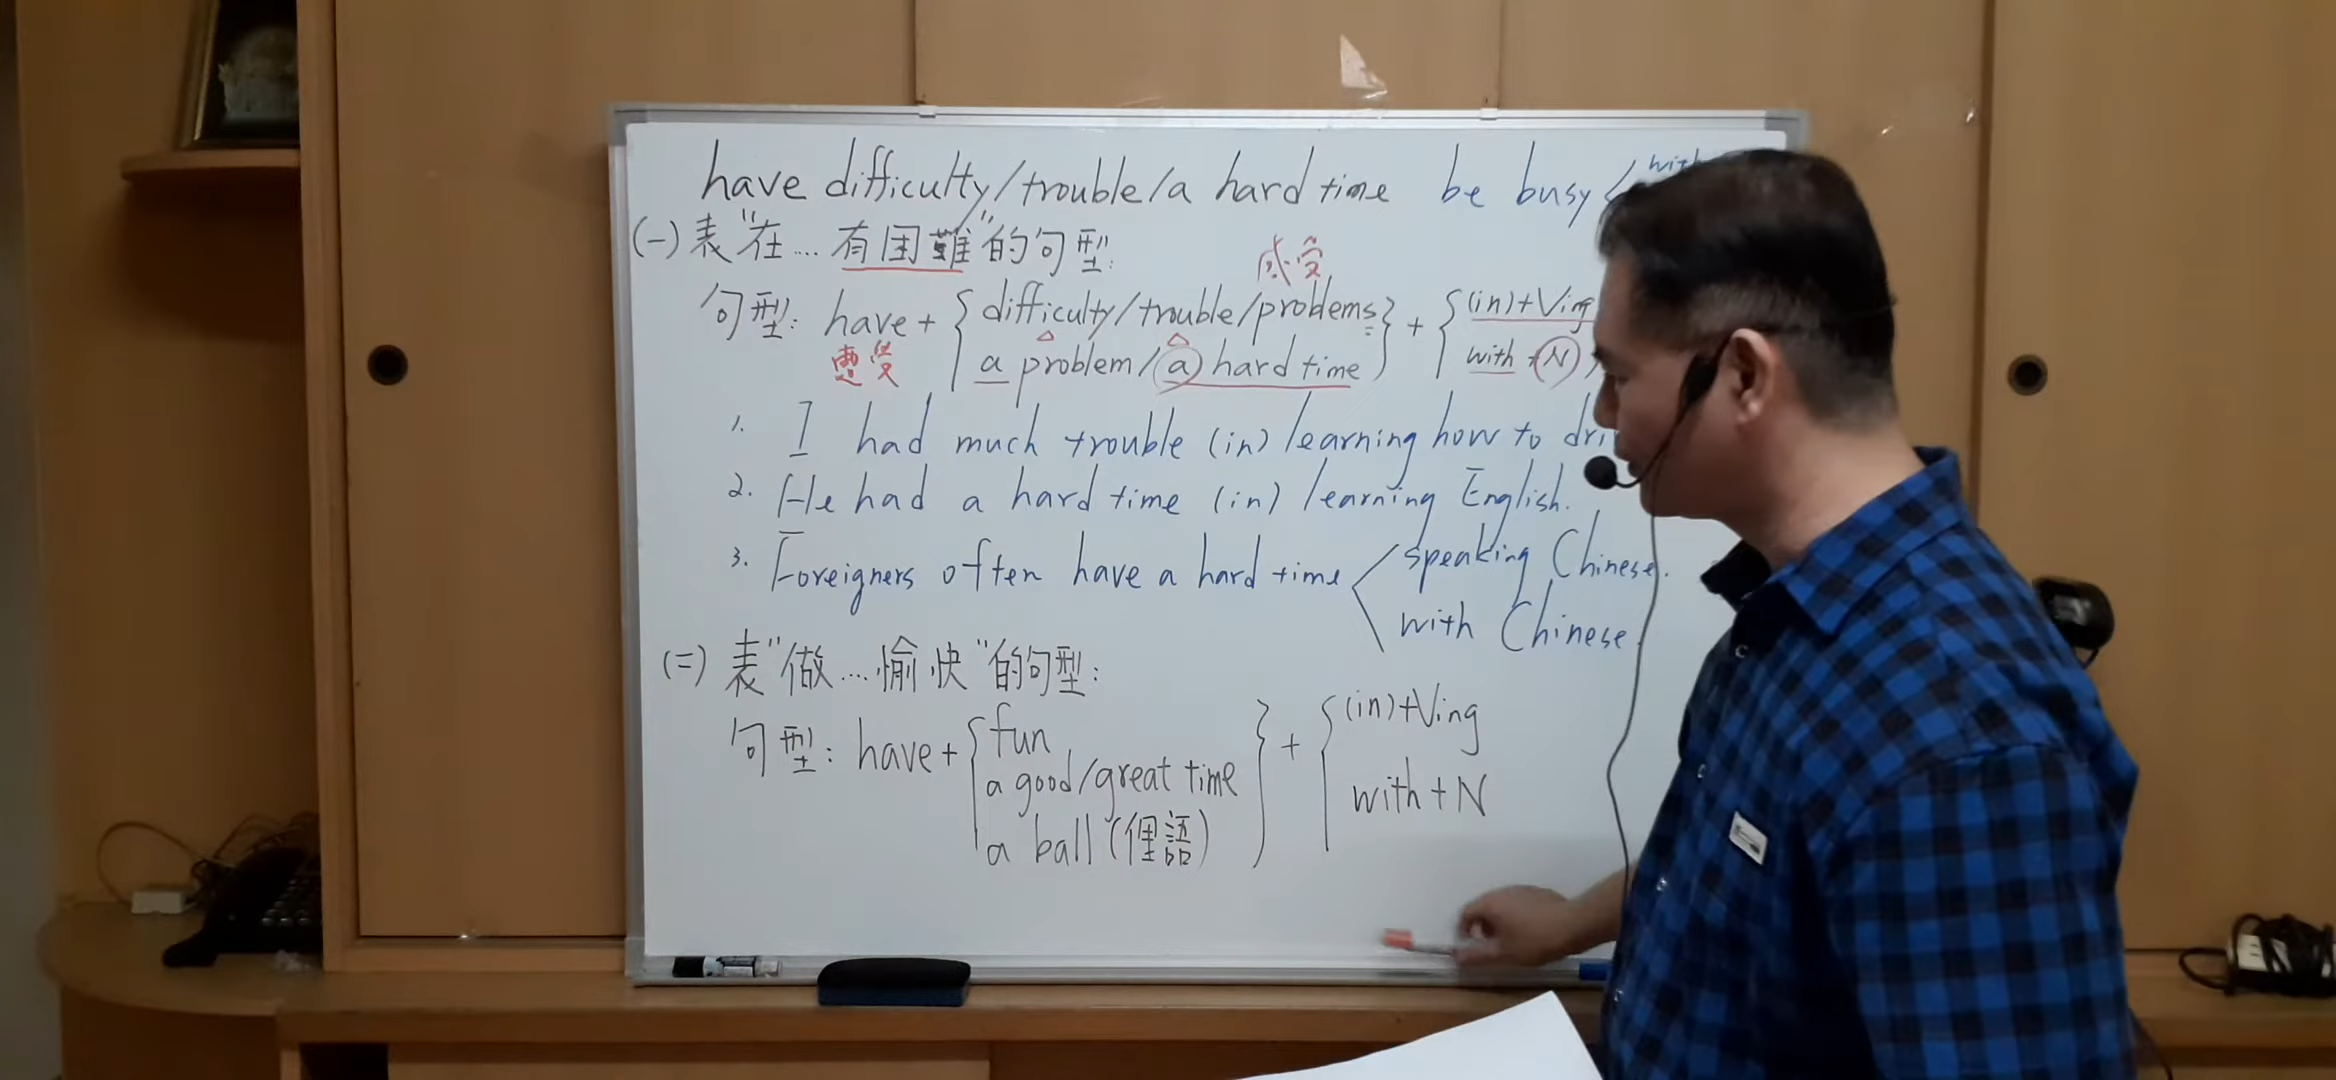 have difficulty/trouble/a hard time be busy with
(一)表"在...有困難"的句型:
感受
句型: have + {difficulty/trouble/problems} + {(in)+Ving
a problem/a hard time with + N
1. I had much trouble (in) learning how to dri
2. He had a hard time (in) learning English.
3. Foreigners often have a hard time speaking Chinese.
with Chinese.
(二)表"做...愉快"的句型:
句型: have + {fun + {(in)+Ving
a good/great time
with + N
a ball (俚語)